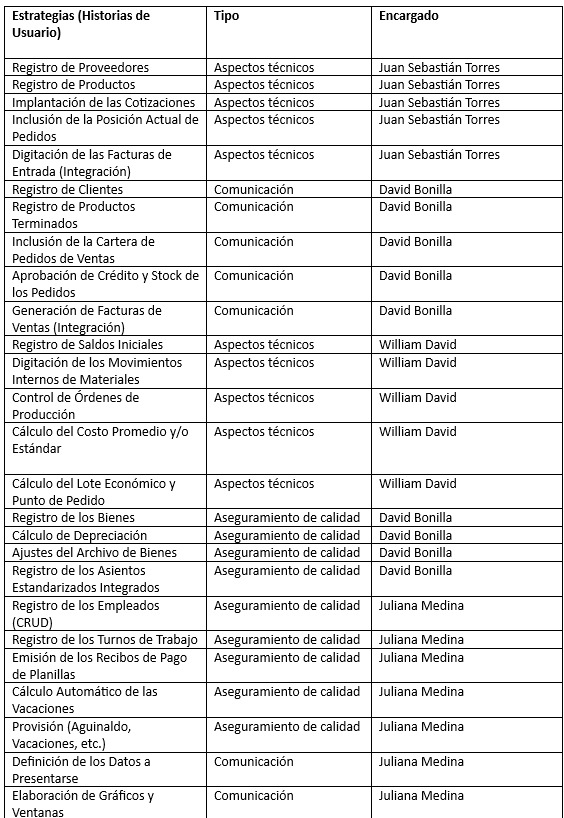 Estrategias (Historias de Usuario) Tipo Encargado
Registro de Proveedores Aspectos técnicos Juan Sebastián Torres
Registro de Productos Aspectos técnicos Juan Sebastián Torres
Implantación de las Cotizaciones Aspectos técnicos Juan Sebastián Torres
Inclusión de la Posición Actual de Pedidos Aspectos técnicos Juan Sebastián Torres
Digitación de las Facturas de Entrada (Integración) Aspectos técnicos Juan Sebastián Torres
Registro de Clientes Comunicación David Bonilla
Registro de Productos Terminados Comunicación David Bonilla
Inclusión de la Cartera de Pedidos de Ventas Comunicación David Bonilla
Aprobación de Crédito y Stock de los Pedidos Comunicación David Bonilla
Generación de Facturas de Ventas (Integración) Comunicación David Bonilla
Registro de Saldos Iniciales Aspectos técnicos William David
Digitación de los Movimientos Internos de Materiales Aspectos técnicos William David
Control de Órdenes de Producción Aspectos técnicos William David
Cálculo del Costo Promedio y/o Estándar Aspectos técnicos William David
Cálculo del Lote Económico y Punto de Pedido Aspectos técnicos William David
Registro de los Bienes Aseguramiento de calidad David Bonilla
Cálculo de Depreciación Aseguramiento de calidad David Bonilla
Ajustes del Archivo de Bienes Aseguramiento de calidad David Bonilla
Registro de los Asientos Estandarizados Integrados Aseguramiento de calidad David Bonilla
Registro de los Empleados (CRUD) Aseguramiento de calidad Juliana Medina
Registro de los Turnos de Trabajo Aseguramiento de calidad Juliana Medina
Emisión de los Recibos de Pago de Planillas Aseguramiento de calidad Juliana Medina
Cálculo Automático de las Vacaciones Aseguramiento de calidad Juliana Medina
Provisión (Aguinaldo, Vacaciones, etc.) Aseguramiento de calidad Juliana Medina
Definición de los Datos a Presentarse Comunicación Juliana Medina
Elaboración de Gráficos y Ventanas Comunicación Juliana Medina